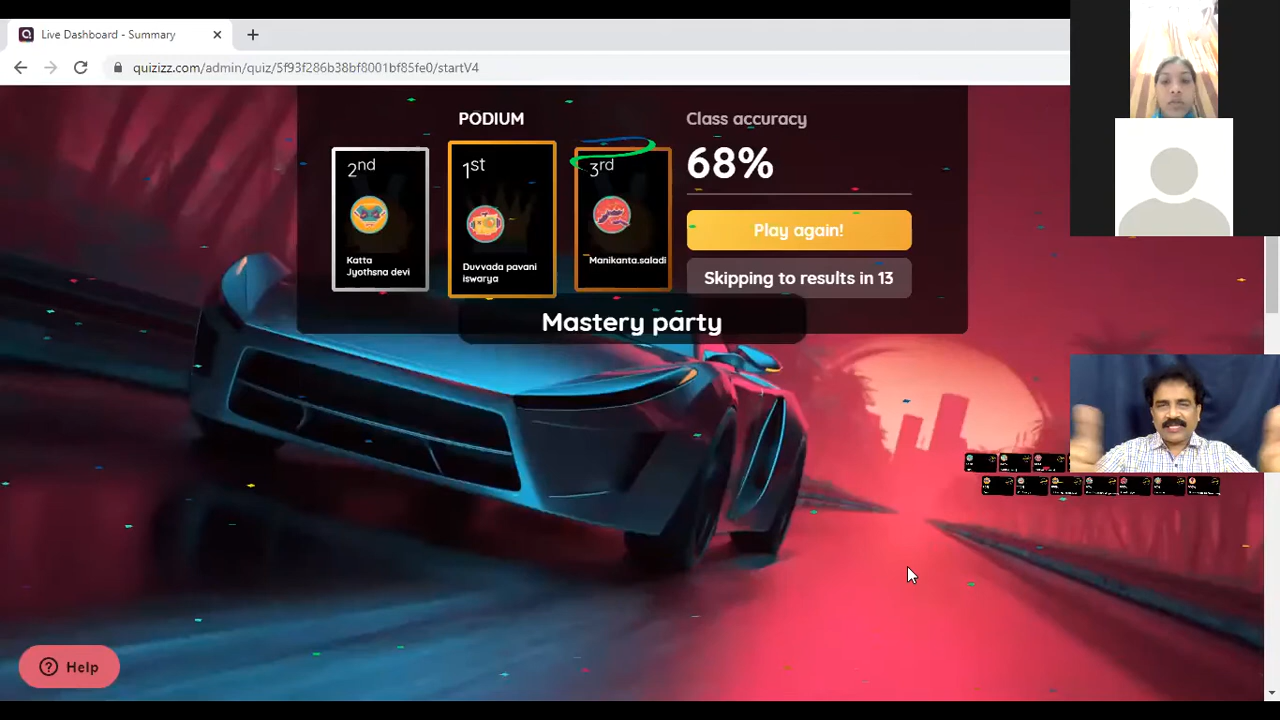 Live Dashboard - Summary
quizizz.com/admin/quiz/5f93f286b38bf8001bf85fe0/startV4
PODIUM
2nd
Katta
Jyothsna devi
1st
Duvvada pavani
iswarya
3rd
Manikanta.saladi
Class accuracy
68%
Play again!
Skipping to results in 13
Mastery party
Help